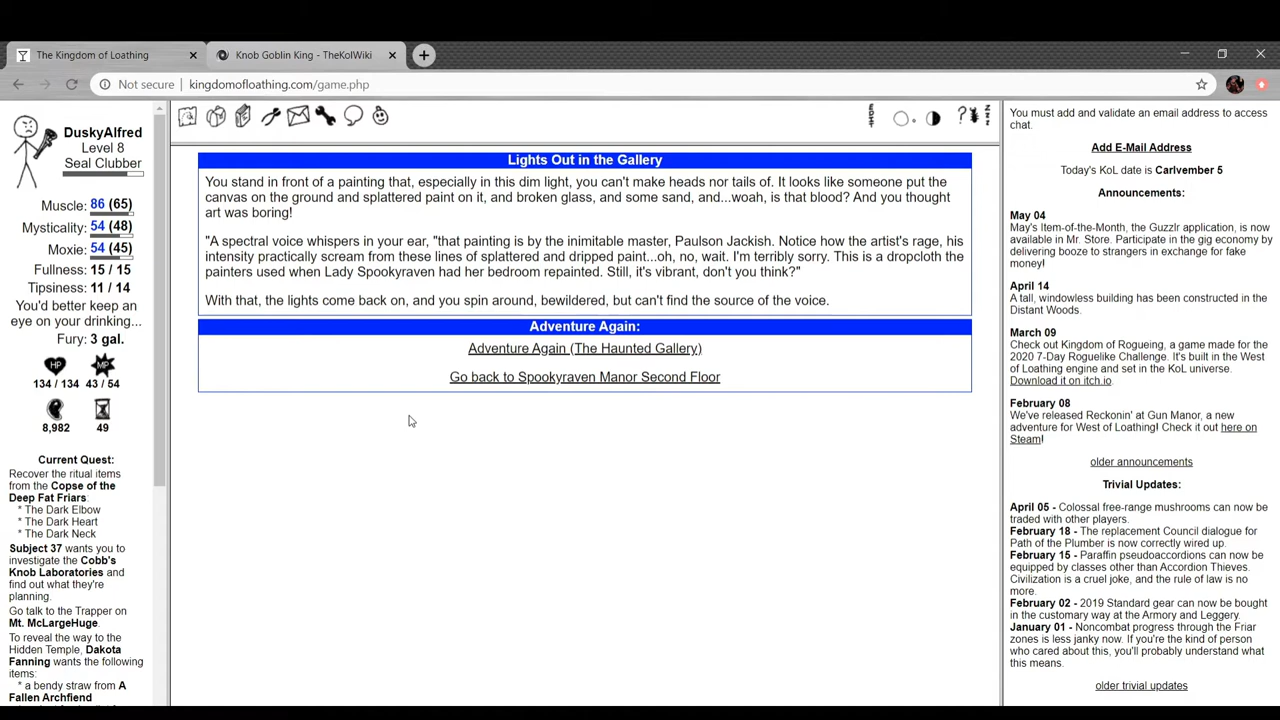 The Kingdom of Loathing
Knob Goblin King - TheKolWiki
Not secure | kingdomofloathing.com/game.php
DuskyAlfred
Level 8
Seal Clubber
Muscle: 86 (65)
Mysticality: 54 (48)
Moxie: 54 (45)
Fullness: 15 / 15
Tipsiness: 11 / 14
You'd better keep an
eye on your drinking...
Fury: 3 gal.
HP MP
134 / 134 43 / 54
8,982 49
Current Quest:
Recover the ritual items
from the Copse of the
Deep Fat Friars:
* The Dark Elbow
* The Dark Heart
* The Dark Neck
Subject 37 wants you to
investigate the Cobb's
Knob Laboratories and
find out what they're
planning.
Go talk to the Trapper on
Mt. McLargeHuge.
To reveal the way to the
Hidden Temple, Dakota
Fanning wants the following
items:
* a bendy straw from A
Fallen Archfiend
Lights Out in the Gallery
You stand in front of a painting that, especially in this dim light, you can't make heads nor tails of. It looks like someone put the
canvas on the ground and splattered paint on it, and broken glass, and some sand, and...woah, is that blood? And you thought
art was boring!
"A spectral voice whispers in your ear, "that painting is by the inimitable master, Paulson Jackish. Notice how the artist's rage, his
intensity practically scream from these lines of splattered and dripped paint...oh, no, wait. I'm terribly sorry. This is a dropcloth the
painters used when Lady Spookyraven had her bedroom repainted. Still, it's vibrant, don't you think?"
With that, the lights come back on, and you spin around, bewildered, but can't find the source of the voice.
Adventure Again:
Adventure Again (The Haunted Gallery)
Go back to Spookyraven Manor Second Floor
You must add and validate an email address to access
chat.
Add E-Mail Address
Today's KoL date is Carlvember 5
Announcements:
May 04
May's Item-of-the-Month, the Guzzlr application, is now
available in Mr. Store. Participate in the gig economy by
delivering booze to strangers in exchange for fake
money!
April 14
A tall, windowless building has been constructed in the
Distant Woods.
March 09
Check out Kingdom of Rogueing, a game made for the
2020 7-Day Roguelike Challenge. It's built in the West
of Loathing engine and set in the KoL universe.
Download it on itch.io.
February 08
We've released Reckonin' at Gun Manor, a new
adventure for West of Loathing! Check it out here on
Steam!
older announcements
Trivial Updates:
April 05 - Colossal free-range mushrooms can now be
traded with other players.
February 18 - The replacement Council dialogue for
Path of the Plumber is now correctly wired up.
February 15 - Paraffin pseudoaccordions can now be
equipped by classes other than Accordion Thieves.
Civilization is a cruel joke, and the rule of law is no
more.
February 02 - 2019 Standard gear can now be bought
in the customary way at the Armory and Leggery.
January 01 - Noncombat progress through the Friar
zones is less janky now. If you're the kind of person
who cared about this, you'll probably understand what
this means.
older trivial updates